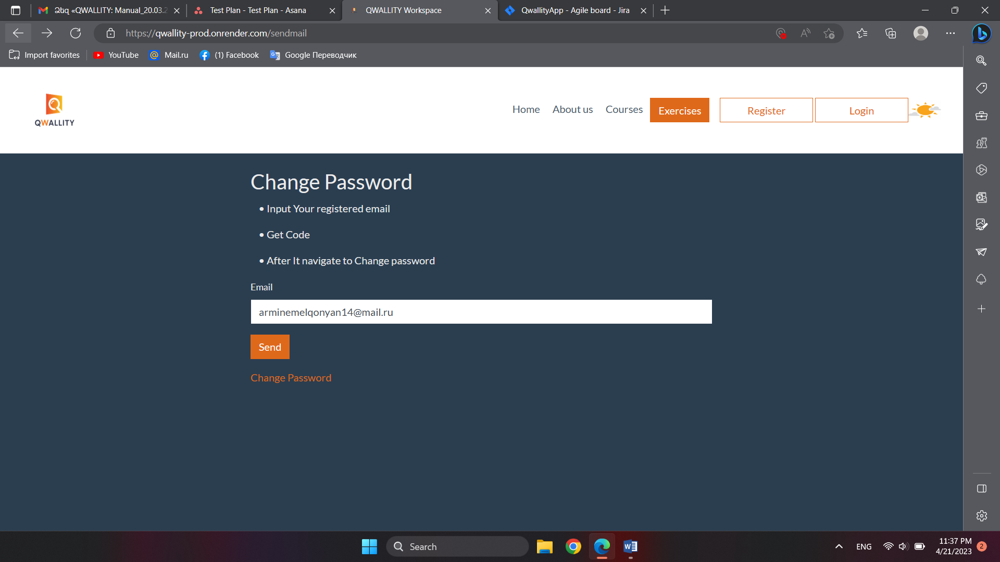 Ձեզ «QWALLITY: Manual_20.03.2
Test Plan - Test Plan - Asana
QWALLITY Workspace
QwallityApp - Agile board - Jira
https://qwallity-prod.onrender.com/sendmail
Import favorites
YouTube
Mail.ru
(1) Facebook
Google Переводчик
QWALLITY
Home
About us
Courses
Exercises
Register
Login
Change Password
• Input Your registered email
• Get Code
• After It navigate to Change password
Email
arminemelqonyan14@mail.ru
Send
Change Password
Search
ENG
11:37 PM
4/21/2023
2